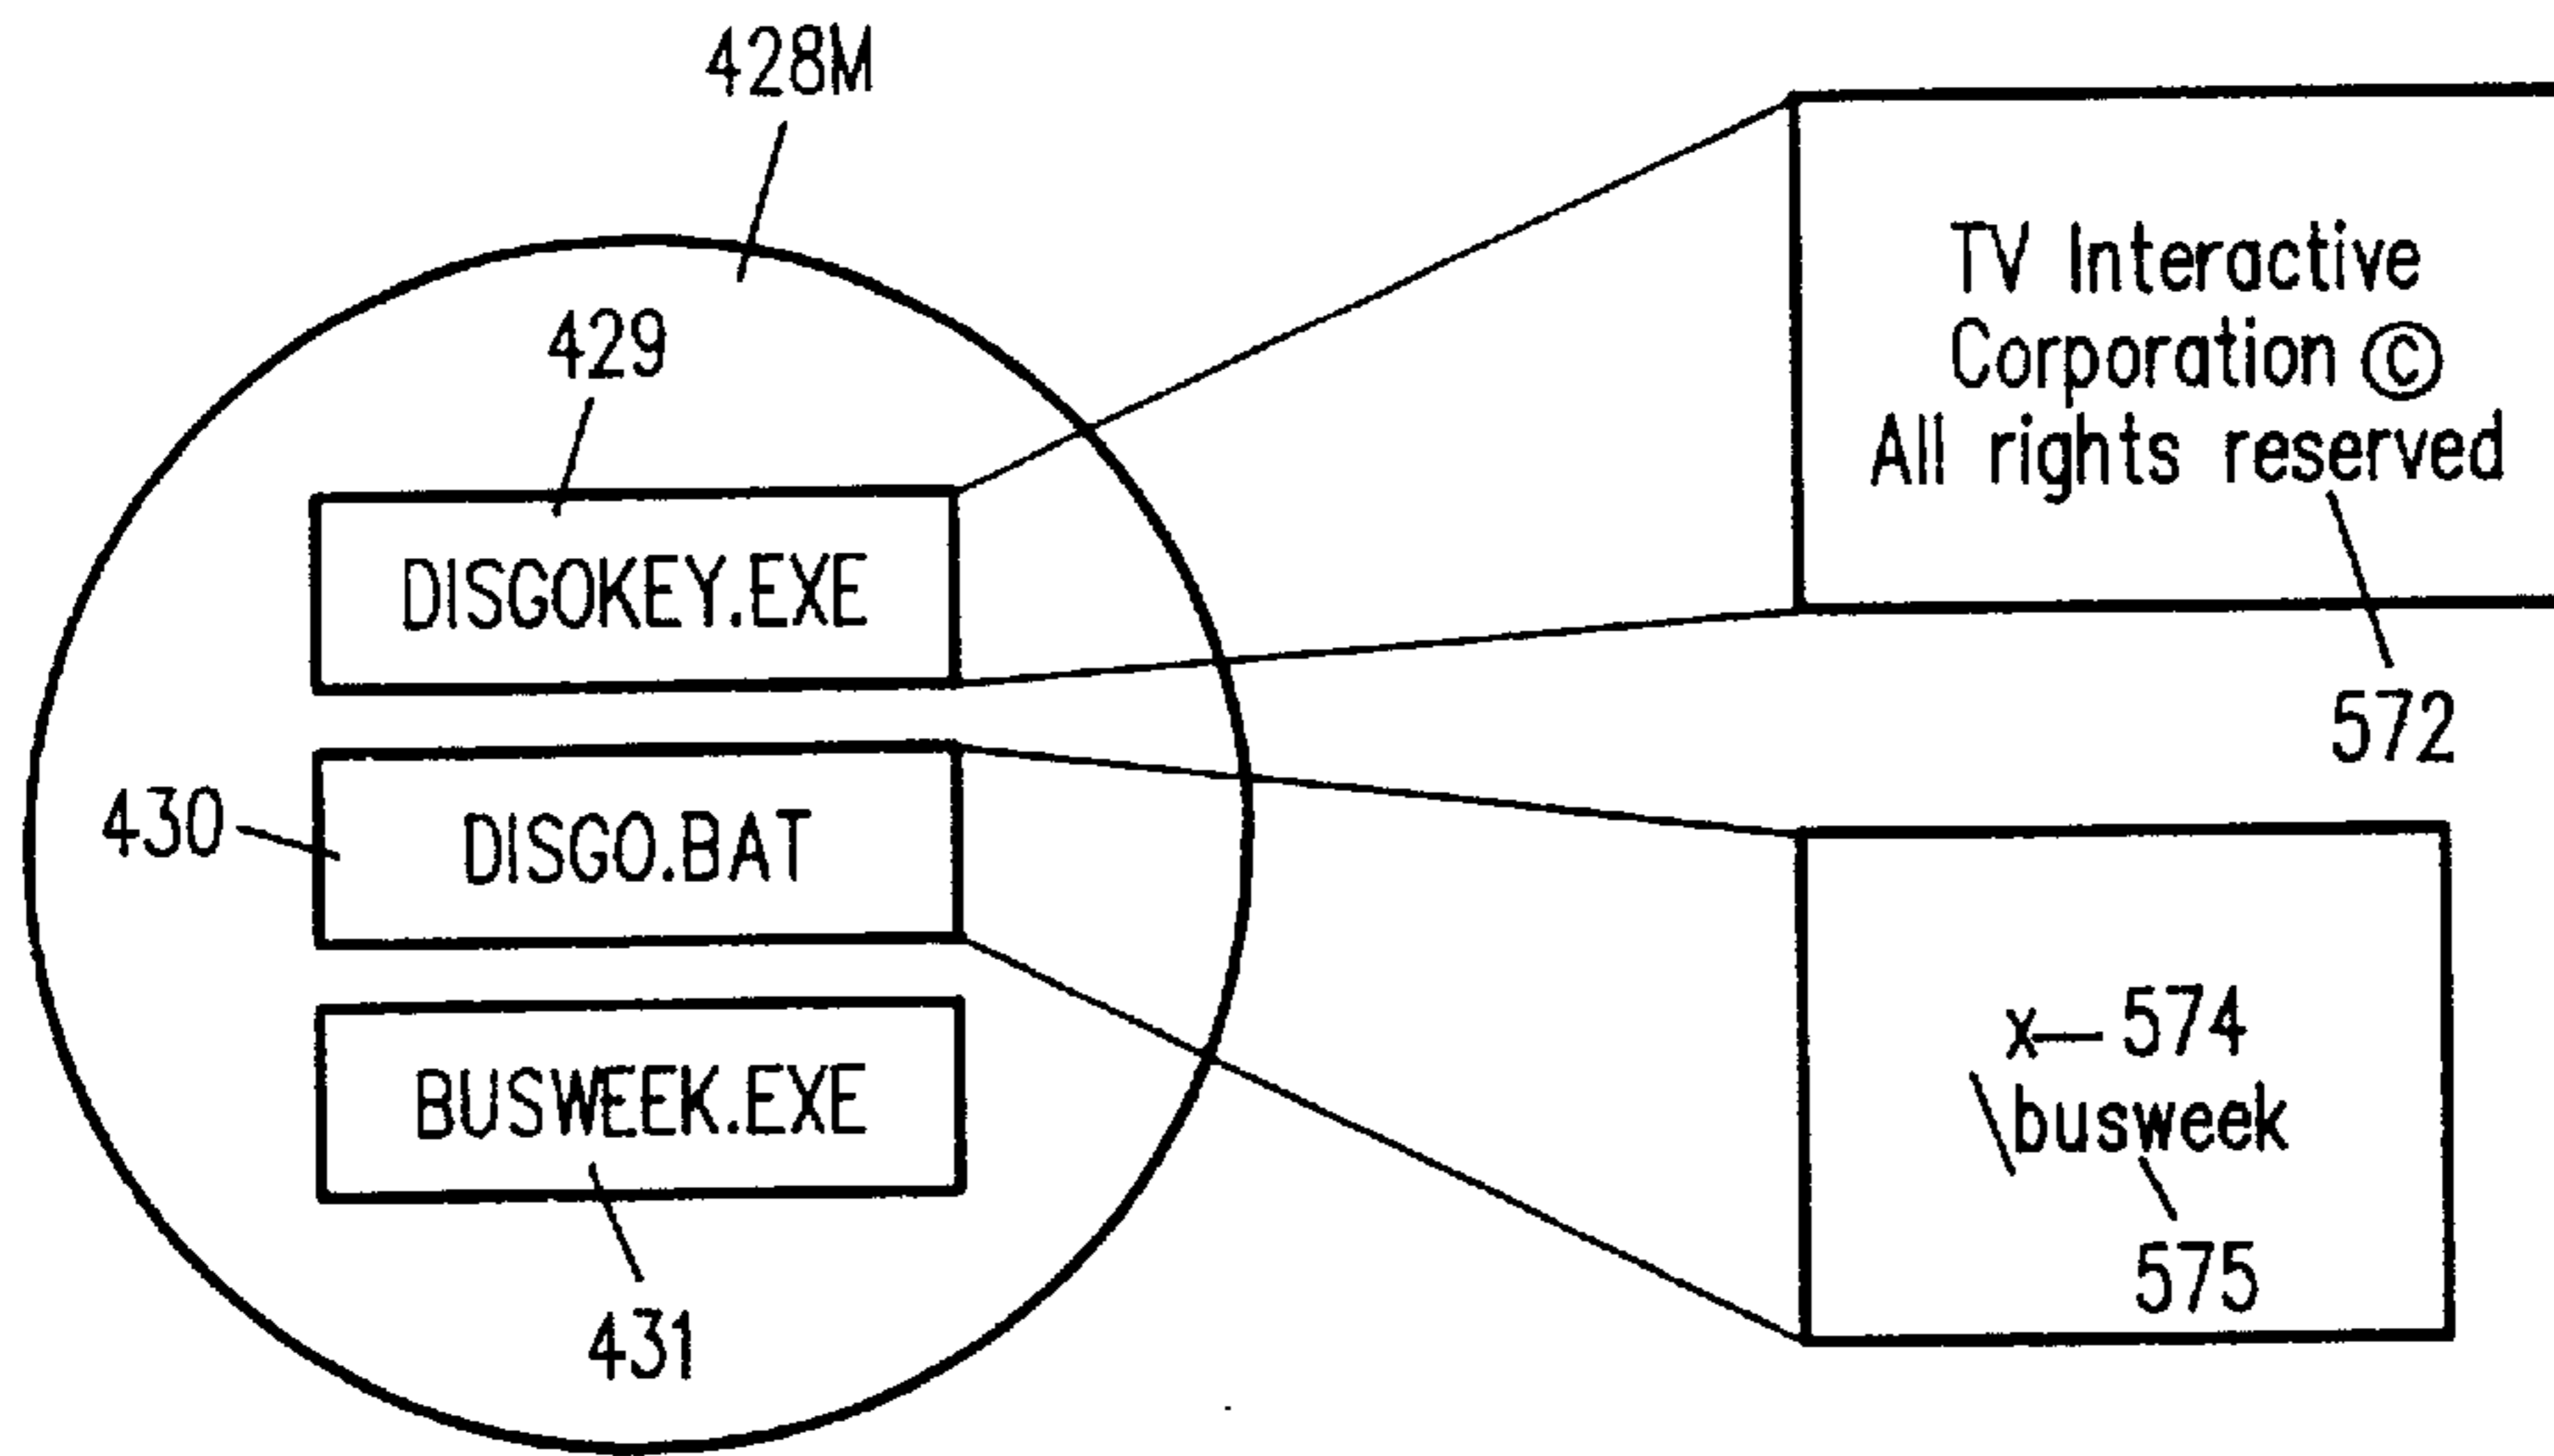 428M
429
DISGOKEY.EXE
430
DISGO.BAT
BUSWEEK.EXE
431
TV Interactive
Corporation ©
All rights reserved
572
x 574
\busweek
575